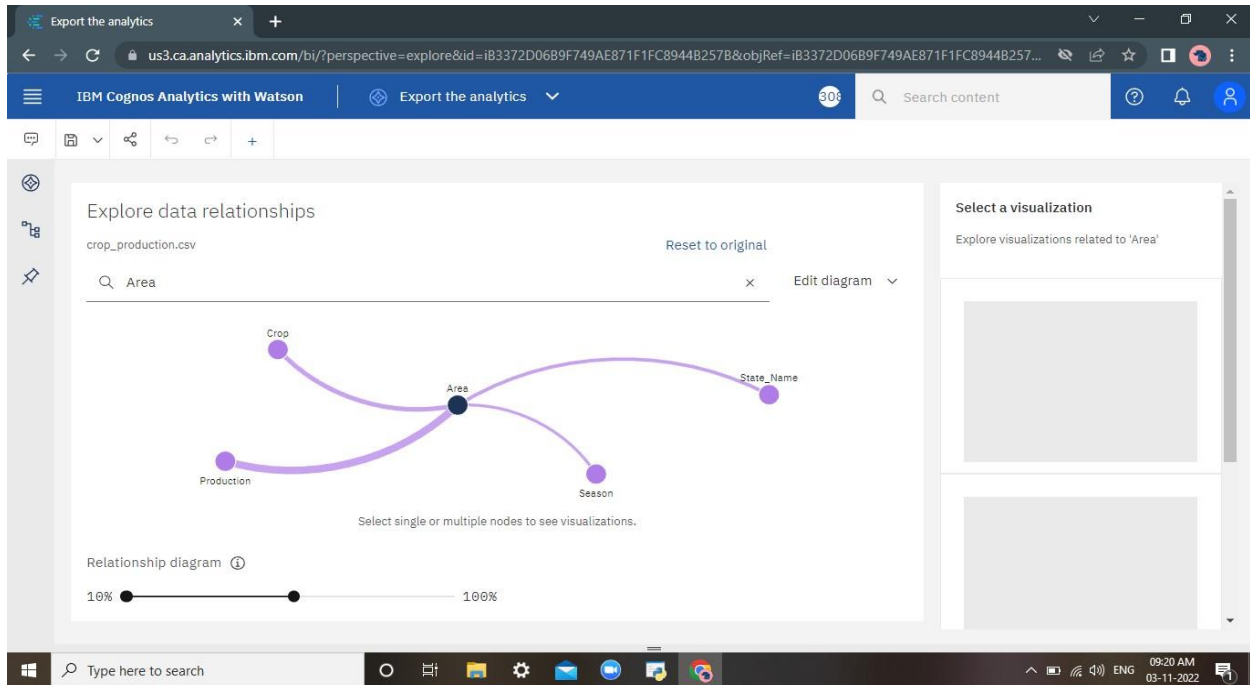 Export the analytics
us3.ca.analytics.ibm.com/bi/?perspective=explore&id=iB3372D06B9F749AE871F1FC8944B257B&objRef=iB3372D06B9F749AE871F1FC8944B257...
IBM Cognos Analytics with Watson
Export the analytics
308
Search content
Explore data relationships
crop_production.csv
Reset to original
Area
Edit diagram
Crop
Area
State_Name
Production
Season
Select single or multiple nodes to see visualizations.
Relationship diagram
10%
100%
Select a visualization
Explore visualizations related to 'Area'
Type here to search
ENG
09:20 AM
03-11-2022
1